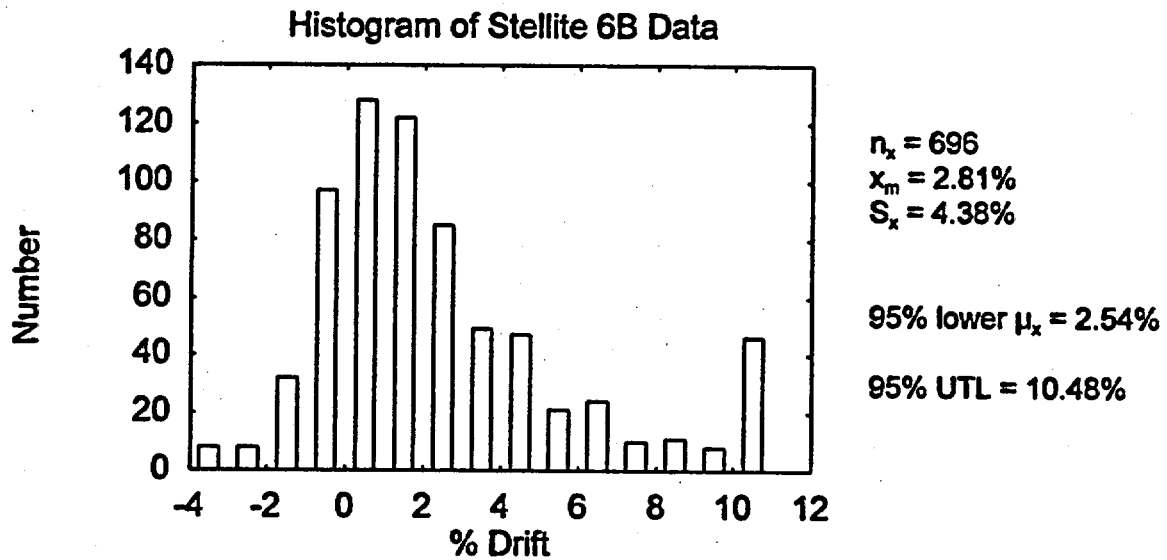 Histogram of Stellite 6B Data
140
120
100
80
60
40
20
0
Number
-4 -2 0 2 4 6 8 10 12
% Drift
nx = 696
xm = 2.81%
Sx = 4.38%
95% lower μx = 2.54%
95% UTL = 10.48%